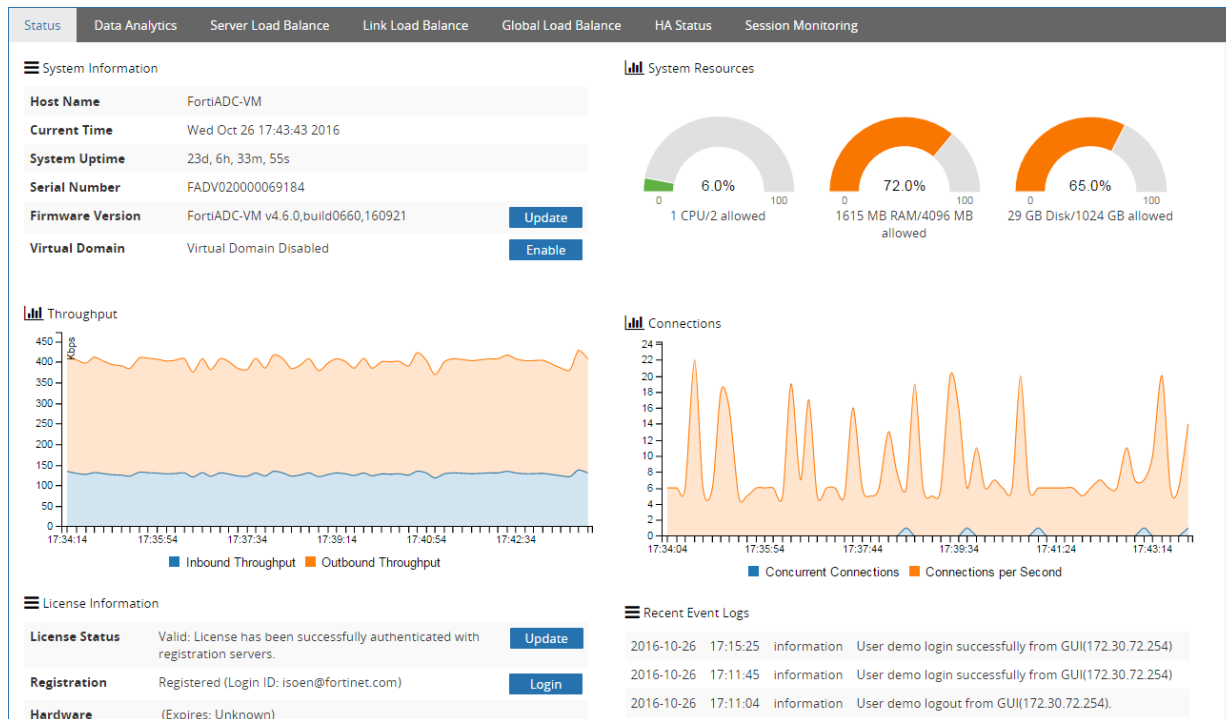 Status Data Analytics Server Load Balance Link Load Balance Global Load Balance HA Status Session Monitoring
System Information
Host Name FortiADC-VM
Current Time Wed Oct 26 17:43:43 2016
System Uptime 23d, 6h, 33m, 55s
Serial Number FADV020000069184
Firmware Version FortiADC-VM v4.6.0,build0660,160921 Update
Virtual Domain Virtual Domain Disabled Enable
System Resources
6.0% 72.0% 65.0%
0 100 0 100 0 100
1 CPU/2 allowed 1615 MB RAM/4096 MB 29 GB Disk/1024 GB allowed
allowed
Throughput
Kbps
450
400
350
300
250
200
150
100
50
0
17:34:14 17:35:54 17:37:34 17:39:14 17:40:54 17:42:34
Inbound Throughput Outbound Throughput
Connections
24
22
20
18
16
14
12
10
8
6
4
2
0
17:34:04 17:35:54 17:37:44 17:39:34 17:41:24 17:43:14
Concurrent Connections Connections per Second
License Information
License Status Valid: License has been successfully authenticated with Update
registration servers.
Registration Registered (Login ID: isoen@fortinet.com) Login
Hardware (Expires: Unknown)
Recent Event Logs
2016-10-26 17:15:25 information User demo login successfully from GUI(172.30.72.254)
2016-10-26 17:11:45 information User demo login successfully from GUI(172.30.72.254)
2016-10-26 17:11:04 information User demo logout from GUI(172.30.72.254).